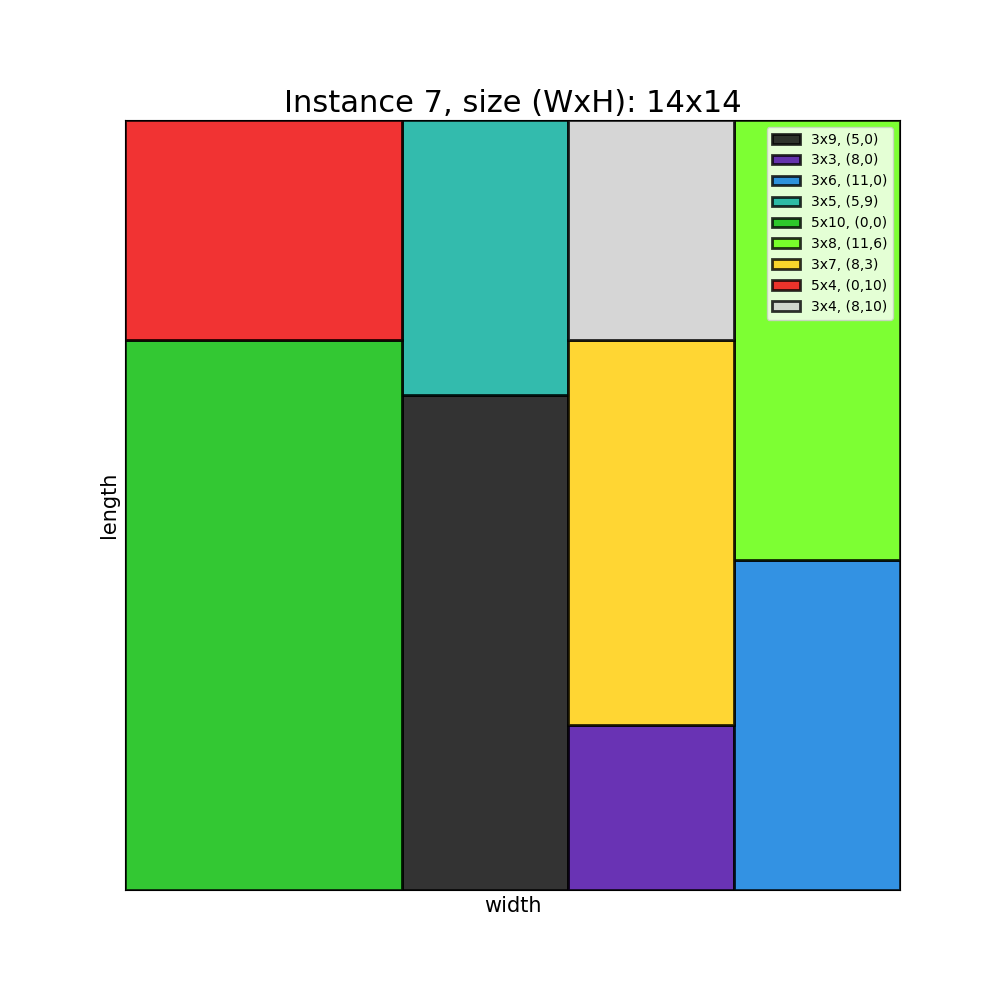 Instance 7, size (WxH): 14x14
3x9, (5,0)
3x3, (8,0)
3x6, (11,0)
3x5, (5,9)
5x10, (0,0)
3x8, (11,6)
3x7, (8,3)
5x4, (0,10)
3x4, (8,10)
length
width